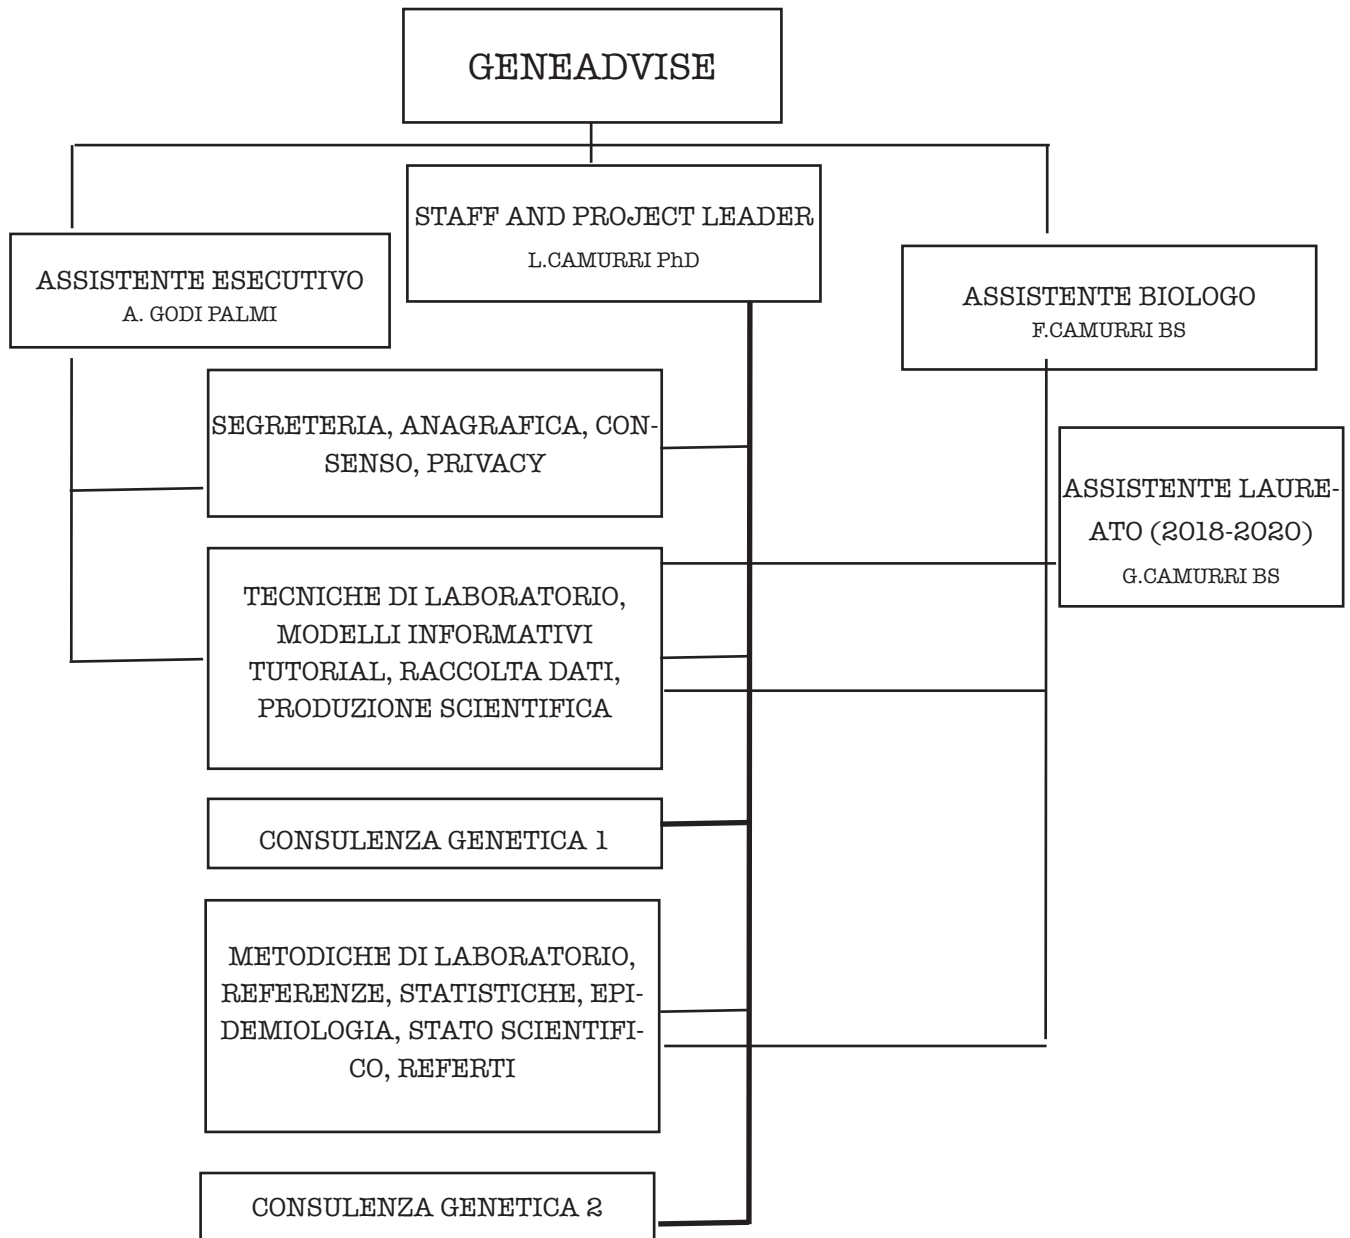 GENEADVISE
STAFF AND PROJECT LEADER
L.CAMURRI PhD
ASSISTENTE ESECUTIVO
A. GODI PALMI
ASSISTENTE BIOLOGO
F.CAMURRI BS
SEGRETERIA, ANAGRAFICA, CON-
SENSO, PRIVACY
ASSISTENTE LAURE-
ATO (2018-2020)
G.CAMURRI BS
TECNICHE DI LABORATORIO,
MODELLI INFORMATIVI
TUTORIAL, RACCOLTA DATI,
PRODUZIONE SCIENTIFICA
CONSULENZA GENETICA 1
METODICHE DI LABORATORIO,
REFERENZE, STATISTICHE, EPI-
DEMIOLOGIA, STATO SCIENTIFI-
CO, REFERTI
CONSULENZA GENETICA 2